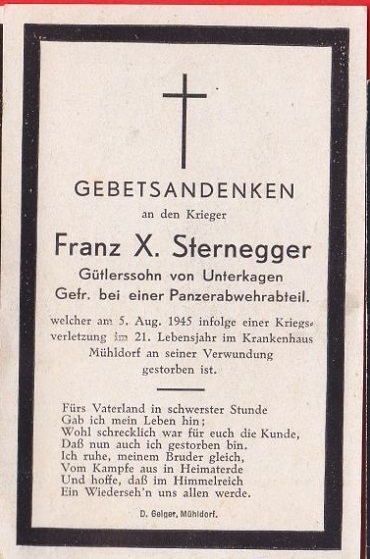 GEBETSANDENKEN
an den Krieger
Franz X. Sternegger
Gütlerssohn von Unterkagen
Gefr. bei einer Panzerabwehrabteil.
welcher am 5. Aug. 1945 infolge einer Kriegs-
verletzung im 21. Lebensjahr im Krankenhaus
Mühldorf an seiner Verwundung
gestorben ist.
Fürs Vaterland in schwerster Stunde
Gab ich mein Leben hin;
Wohl schrecklich war für euch die Kunde,
Daß nun auch ich gestorben bin.
Ich ruhe, meinem Bruder gleich,
Vom Kampfe aus in Heimaterde
Und hoffe, daß im Himmelreich
Ein Wiederseh'n uns allen werde.
D. Geiger, Mühldorf.